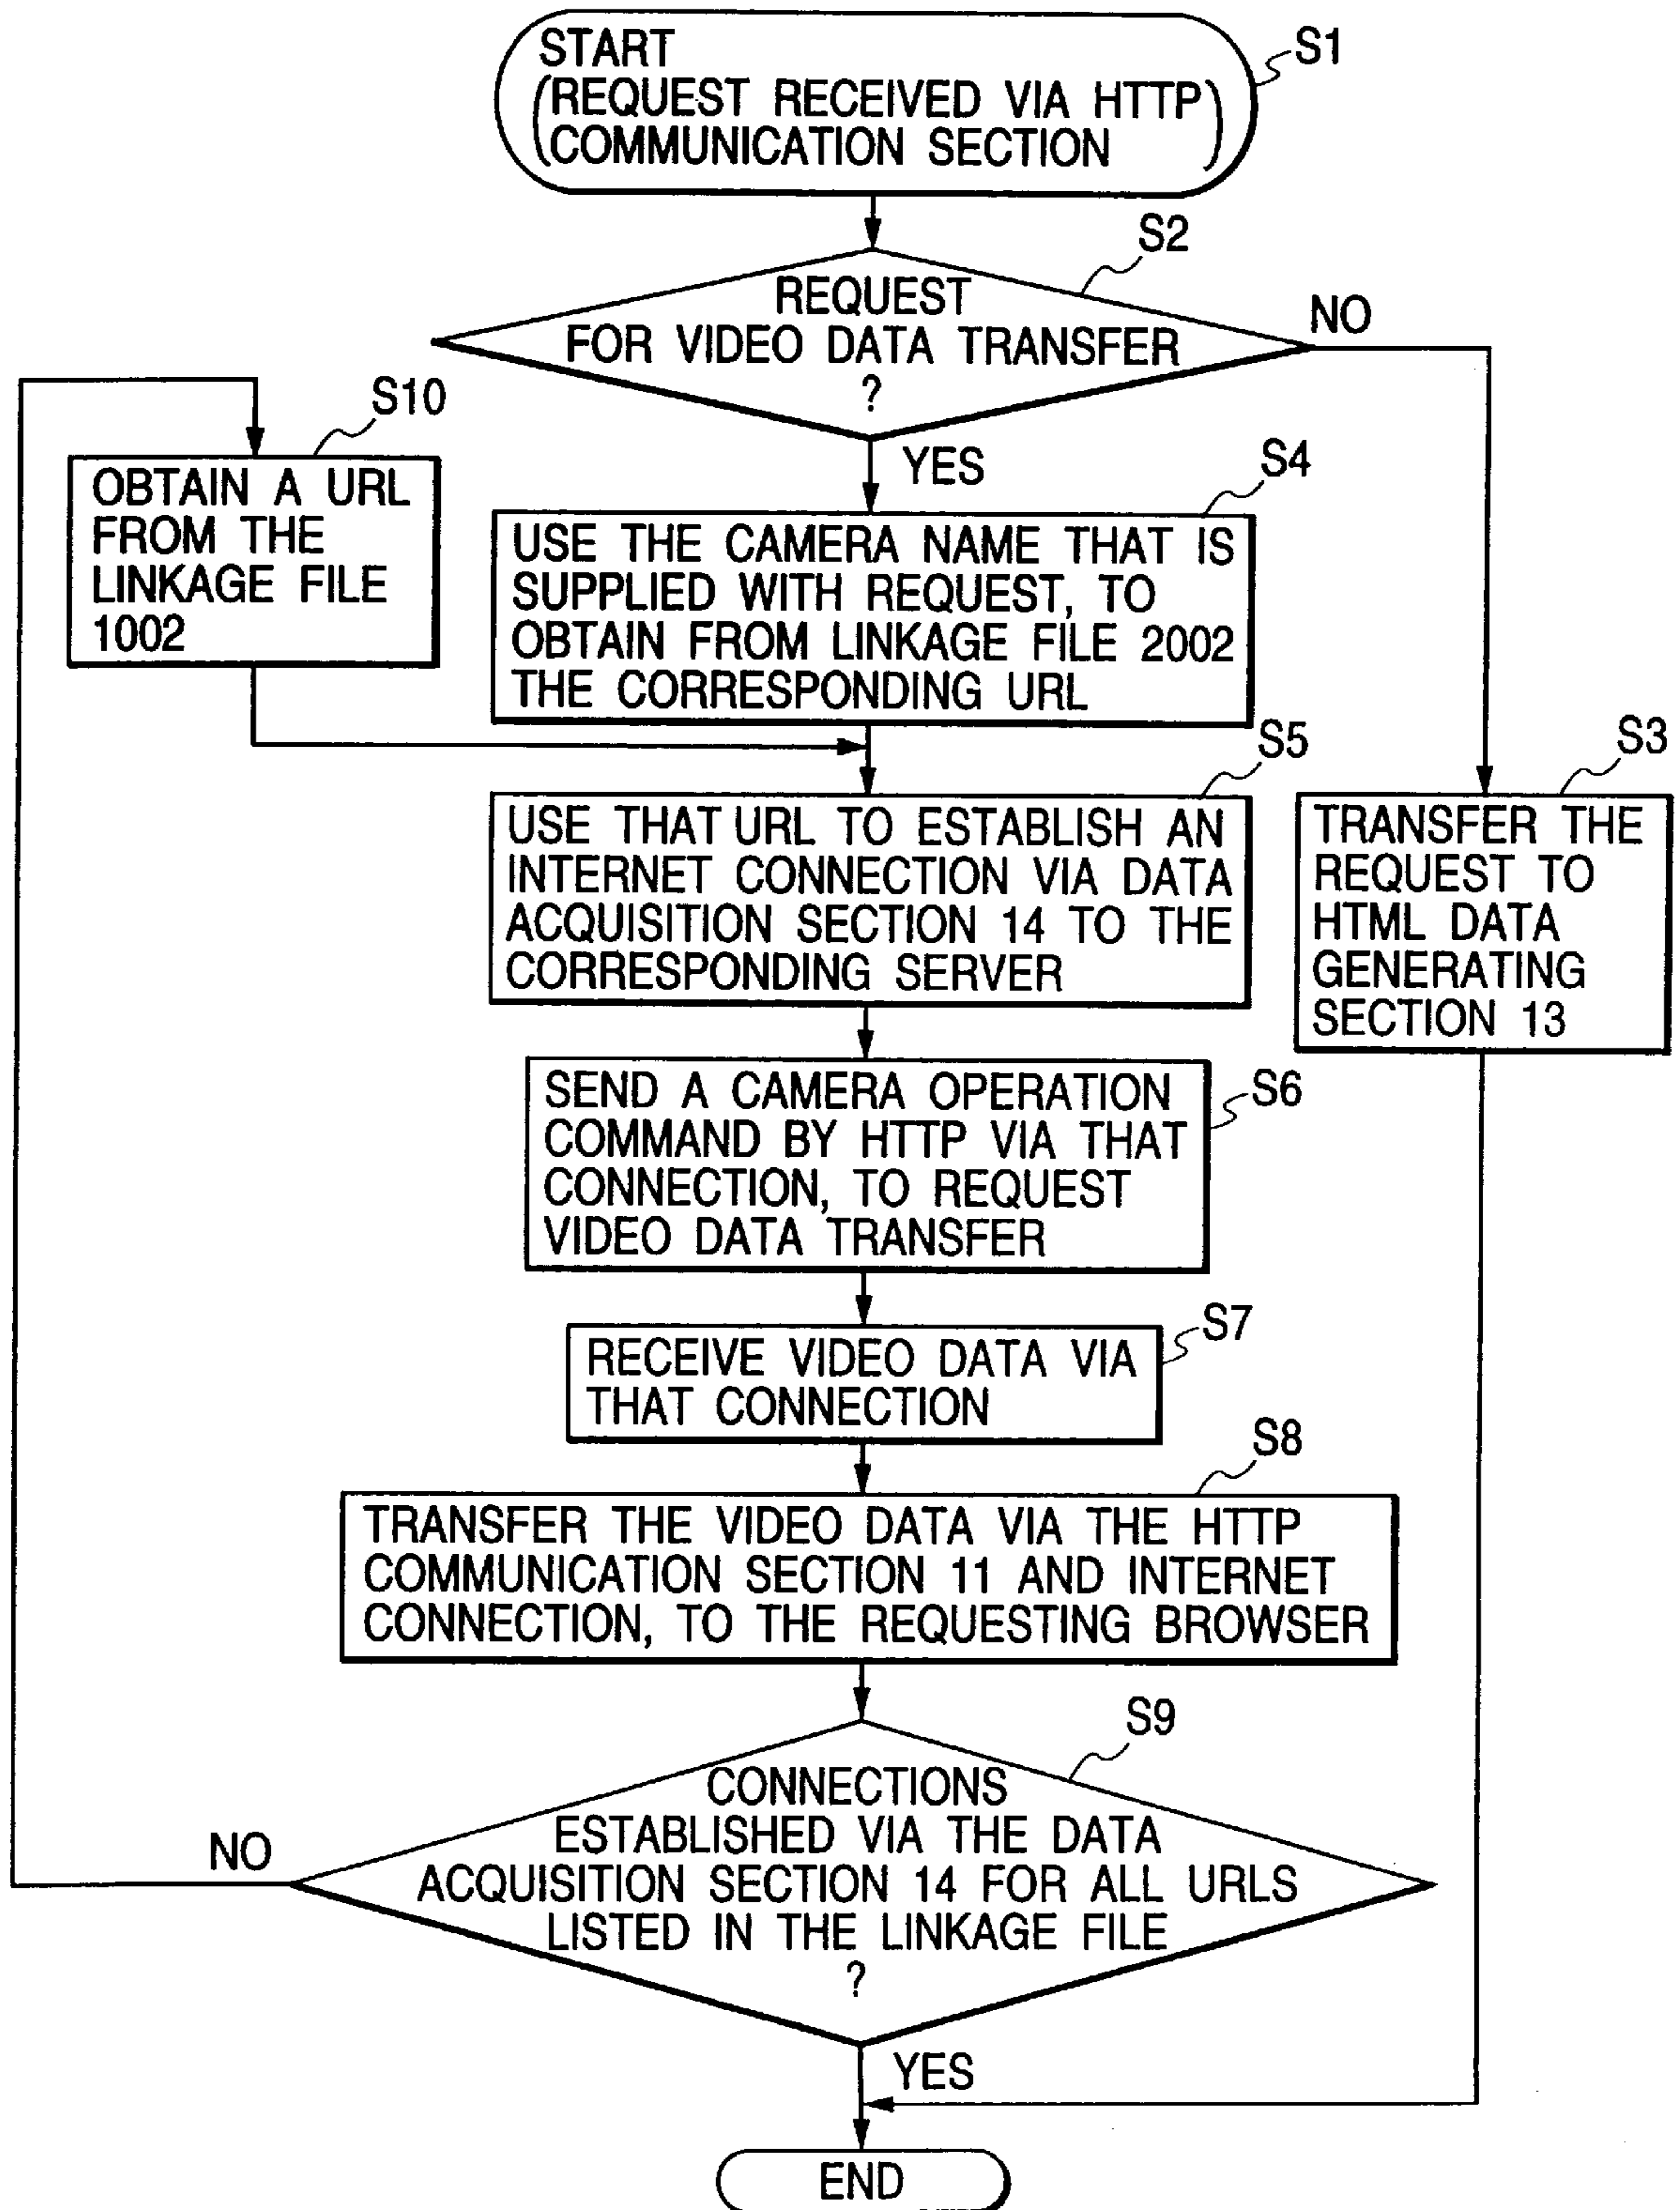 START
(REQUEST RECEIVED VIA HTTP
COMMUNICATION SECTION)
S1
S2
REQUEST
FOR VIDEO DATA TRANSFER
?
NO
YES
S10
OBTAIN A URL
FROM THE
LINKAGE FILE
1002
S4
USE THE CAMERA NAME THAT IS
SUPPLIED WITH REQUEST, TO
OBTAIN FROM LINKAGE FILE 2002
THE CORRESPONDING URL
S5
USE THAT URL TO ESTABLISH AN
INTERNET CONNECTION VIA DATA
ACQUISITION SECTION 14 TO THE
CORRESPONDING SERVER
S3
TRANSFER THE
REQUEST TO
HTML DATA
GENERATING
SECTION 13
S6
SEND A CAMERA OPERATION
COMMAND BY HTTP VIA THAT
CONNECTION, TO REQUEST
VIDEO DATA TRANSFER
S7
RECEIVE VIDEO DATA VIA
THAT CONNECTION
S8
TRANSFER THE VIDEO DATA VIA THE HTTP
COMMUNICATION SECTION 11 AND INTERNET
CONNECTION, TO THE REQUESTING BROWSER
S9
CONNECTIONS
ESTABLISHED VIA THE DATA
ACQUISITION SECTION 14 FOR ALL URLS
LISTED IN THE LINKAGE FILE
?
NO
YES
END